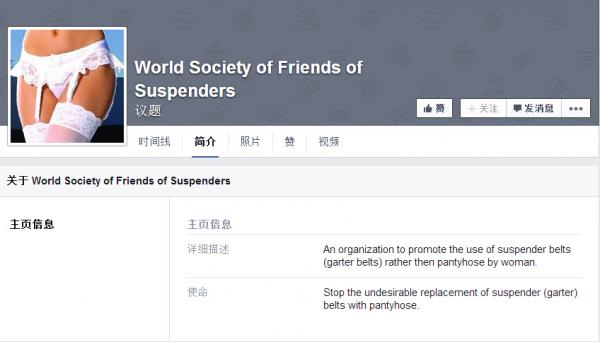 World Society of Friends of
Suspenders
议题
赞
+ 关注
发消息
•••
时间线
简介
照片
赞
视频
关于 World Society of Friends of Suspenders
主页信息
主页信息
详细描述
An organization to promote the use of suspender belts
(garter belts) rather then pantyhose by woman.
使命
Stop the undesirable replacement of suspender (garter)
belts with pantyhose.